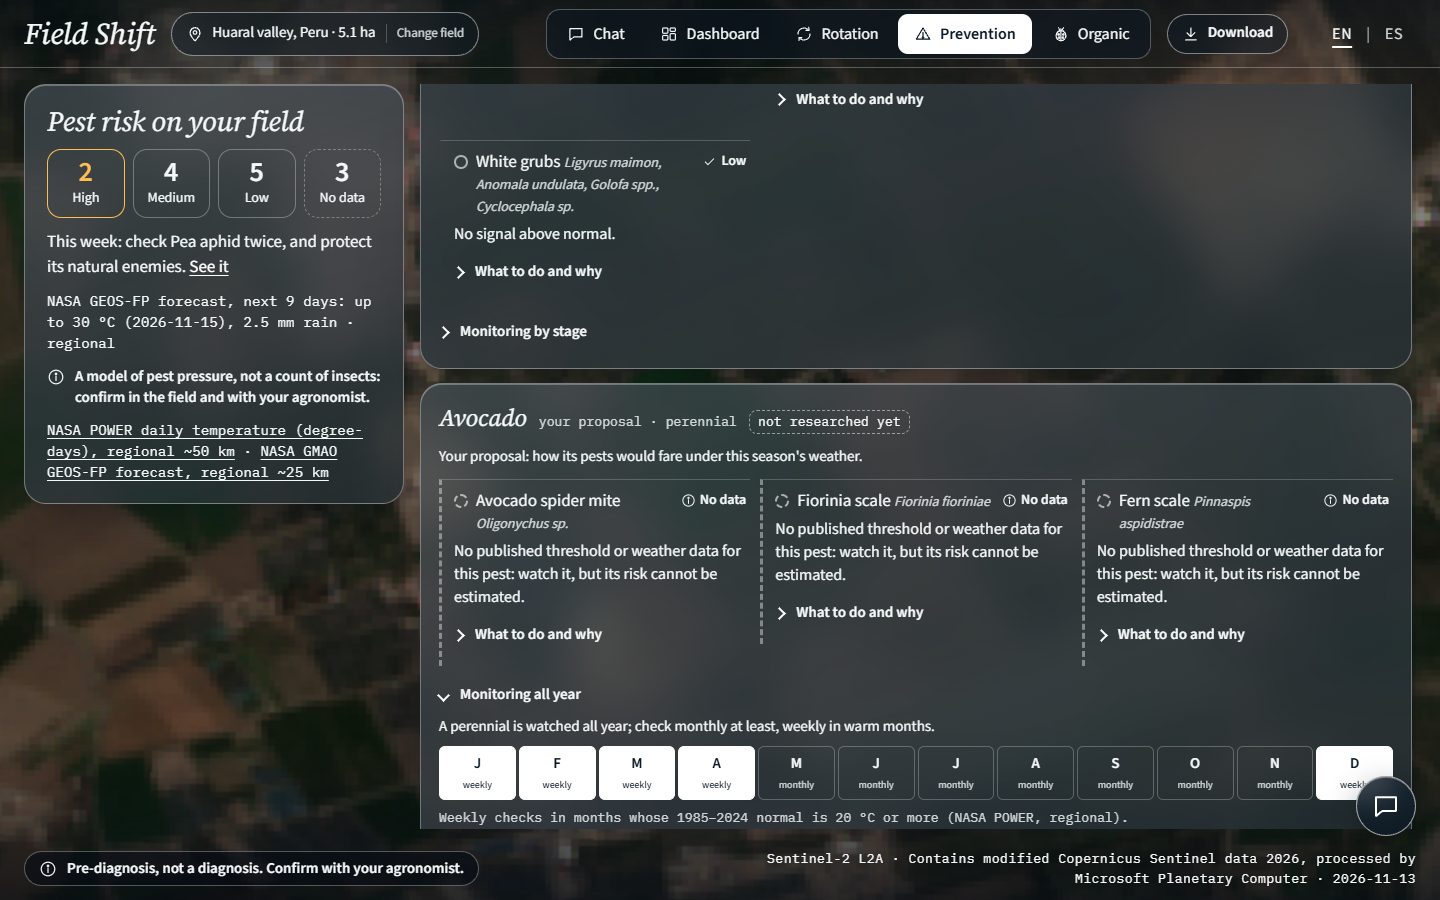 Field Shift
Huaral valley, Peru · 5.1 ha
Change field
Chat
Dashboard
Rotation
Prevention
Organic
Download
EN | ES
Pest risk on your field
2
High
4
Medium
5
Low
3
No data
This week: check Pea aphid twice, and protect
its natural enemies. See it
NASA GEOS-FP forecast, next 9 days: up
to 30 °C (2026-11-15), 2.5 mm rain ·
regional
A model of pest pressure, not a count of insects:
confirm in the field and with your agronomist.
NASA POWER daily temperature (degree-
days), regional ~50 km · NASA GMAO
GEOS-FP forecast, regional ~25 km
What to do and why
White grubs Ligyrus maimon,
Anomala undulata, Golofa spp.,
Cyclocephala sp.
Low
No signal above normal.
What to do and why
Monitoring by stage
Avocado your proposal · perennial not researched yet
Your proposal: how its pests would fare under this season's weather.
Avocado spider mite
Oligonychus sp.
No data
No published threshold or weather data for
this pest: watch it, but its risk cannot be
estimated.
What to do and why
Fiorinia scale Fiorinia fioriniae
No data
No published threshold or weather data for
this pest: watch it, but its risk cannot be
estimated.
What to do and why
Fern scale Pinnaspis
aspidistrae
No data
No published threshold or weather data for
this pest: watch it, but its risk cannot be
estimated.
What to do and why
Monitoring all year
A perennial is watched all year; check monthly at least, weekly in warm months.
J F M A M J J A S O N D
weekly weekly weekly weekly monthly monthly monthly monthly monthly monthly monthly weekly
Weekly checks in months whose 1985–2024 normal is 20 °C or more (NASA POWER, regional).
Pre-diagnosis, not a diagnosis. Confirm with your agronomist.
Sentinel-2 L2A · Contains modified Copernicus Sentinel data 2026, processed by
Microsoft Planetary Computer · 2026-11-13